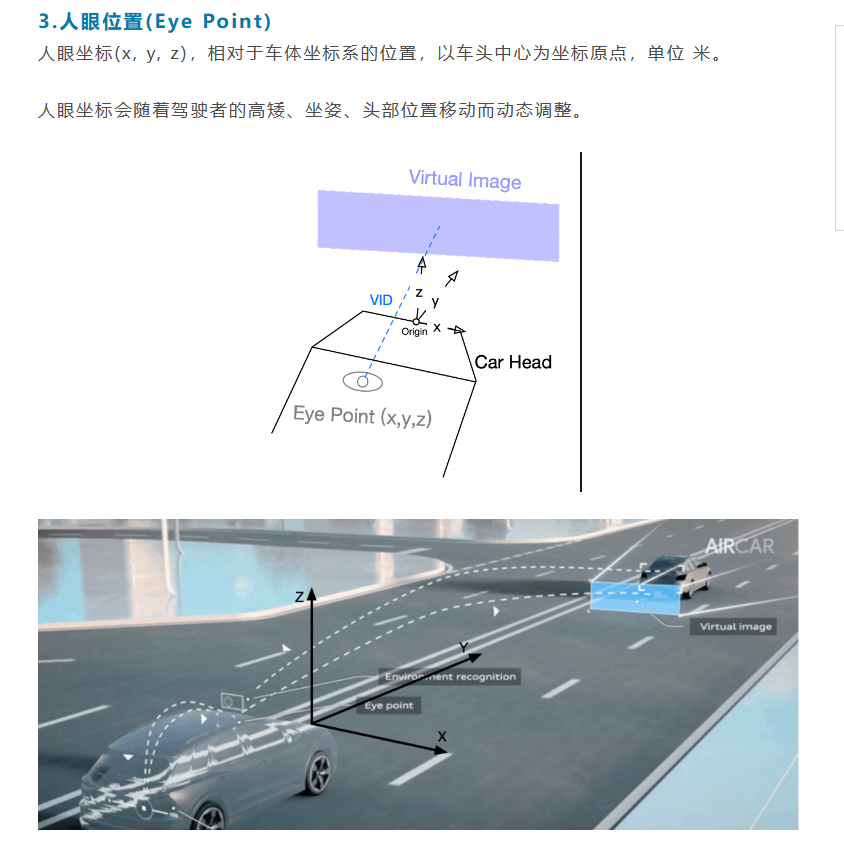 3.人眼位置(Eye Point)
人眼坐标(x, y, z)，相对于车体坐标系的位置，以车头中心为坐标原点，单位 米。
人眼坐标会随着驾驶者的高矮、坐姿、头部位置移动而动态调整。
Virtual Image
VID
z
y
Origin
x
Car Head
Eye Point (x,y,z)
AIRCAR
Z
Virtual image
Y
Environment recognition
Eye point
X